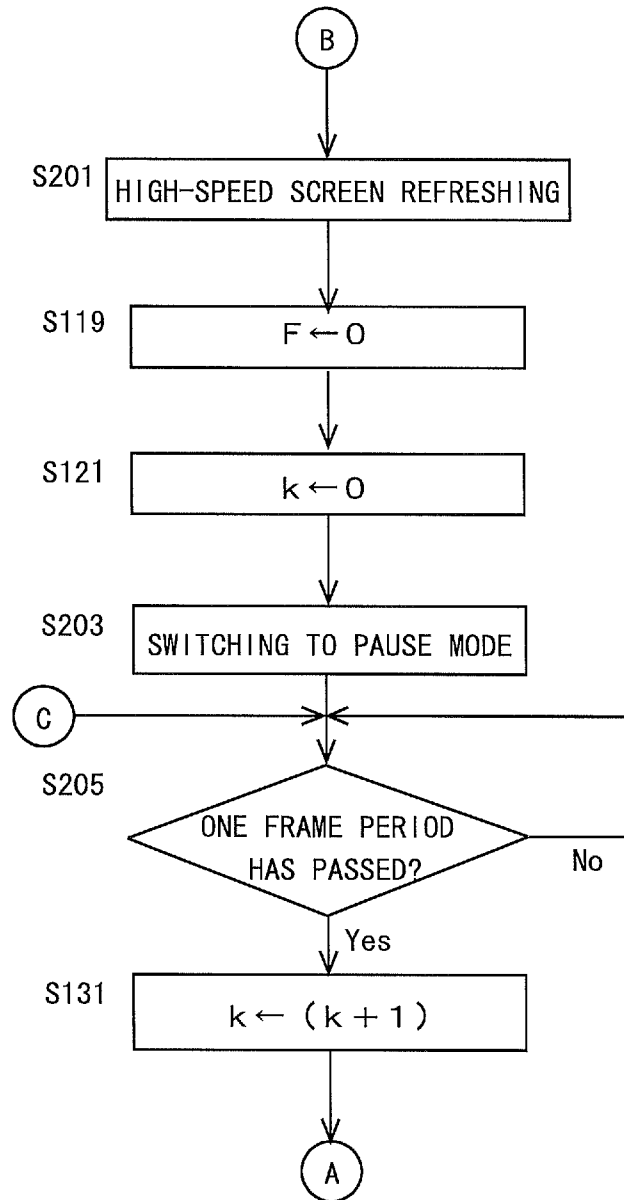 B
S201
HIGH-SPEED SCREEN REFRESHING
S119
F←0
S121
k←0
S203
SWITCHING TO PAUSE MODE
C
S205
ONE FRAME PERIOD
HAS PASSED?
No
Yes
S131
k←(k+1)
A